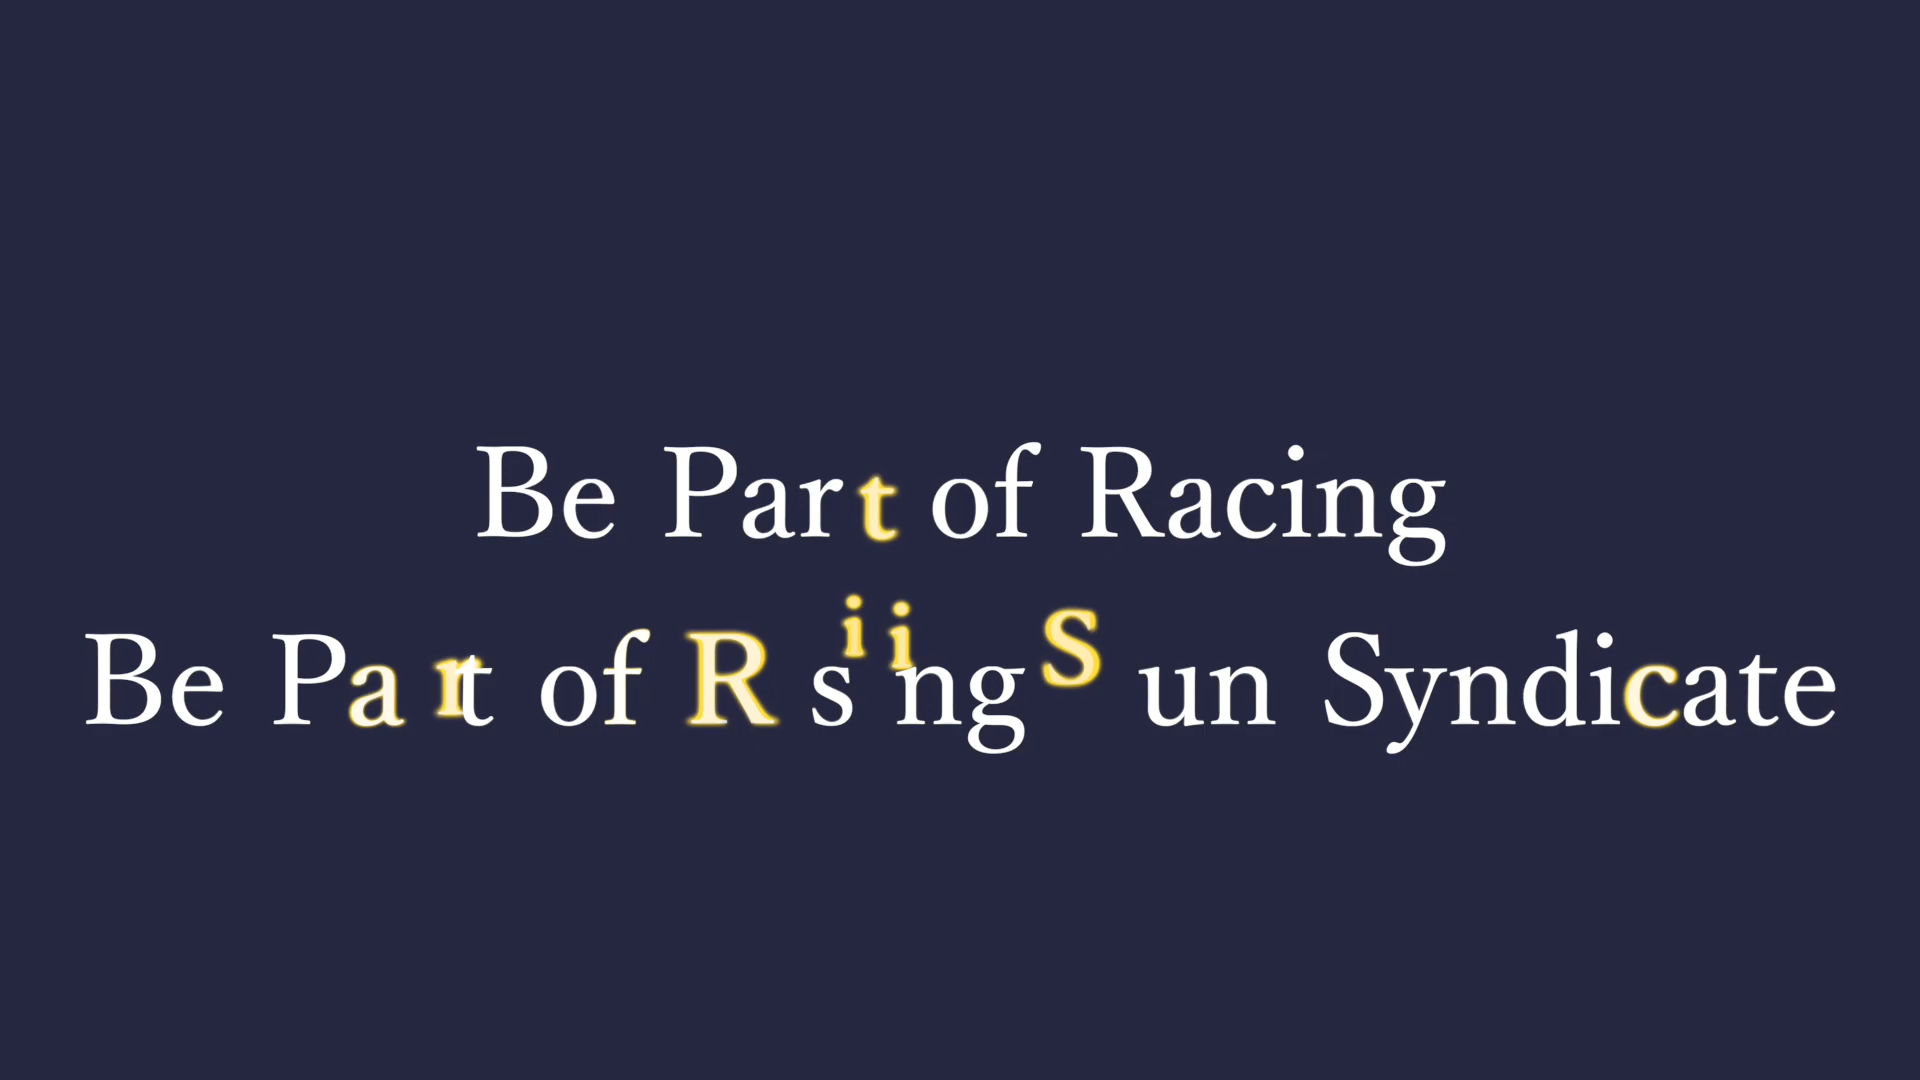 Be Part of Racing
Be Part of Rising Sun Syndicate